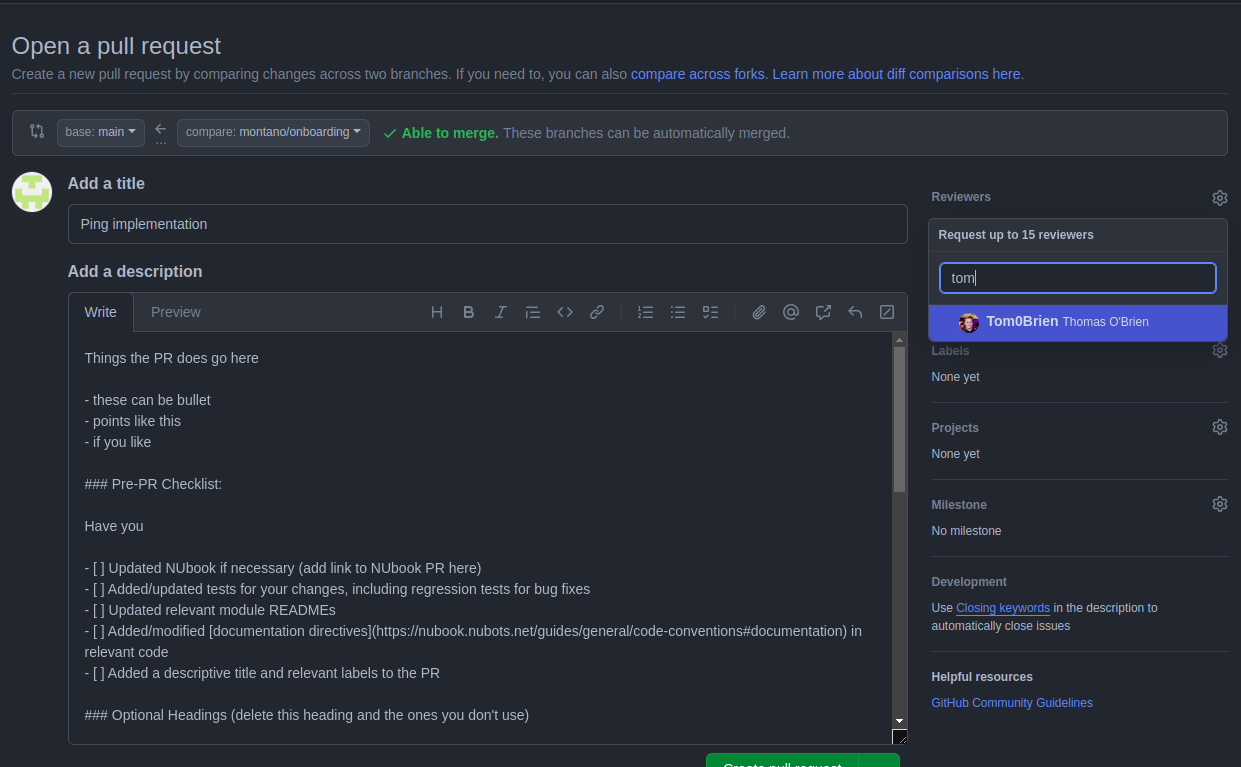 Open a pull request
Create a new pull request by comparing changes across two branches. If you need to, you can also compare across forks. Learn more about diff comparisons here.
base: main
...
compare: montano/onboarding
Able to merge. These branches can be automatically merged.
Add a title
Ping implementation
Add a description
Write
Preview
Things the PR does go here
- these can be bullet
- points like this
- if you like
### Pre-PR Checklist:
Have you
- [ ] Updated NUbook if necessary (add link to NUbook PR here)
- [ ] Added/updated tests for your changes, including regression tests for bug fixes
- [ ] Updated relevant module READMEs
- [ ] Added/modified [documentation directives](https://nubook.nubots.net/guides/general/code-conventions#documentation) in
relevant code
- [ ] Added a descriptive title and relevant labels to the PR
### Optional Headings (delete this heading and the ones you don't use)
Create pull request
Reviewers
Request up to 15 reviewers
tom
Tom0Brien Thomas O'Brien
Labels
None yet
Projects
None yet
Milestone
No milestone
Development
Use Closing keywords in the description to
automatically close issues
Helpful resources
GitHub Community Guidelines